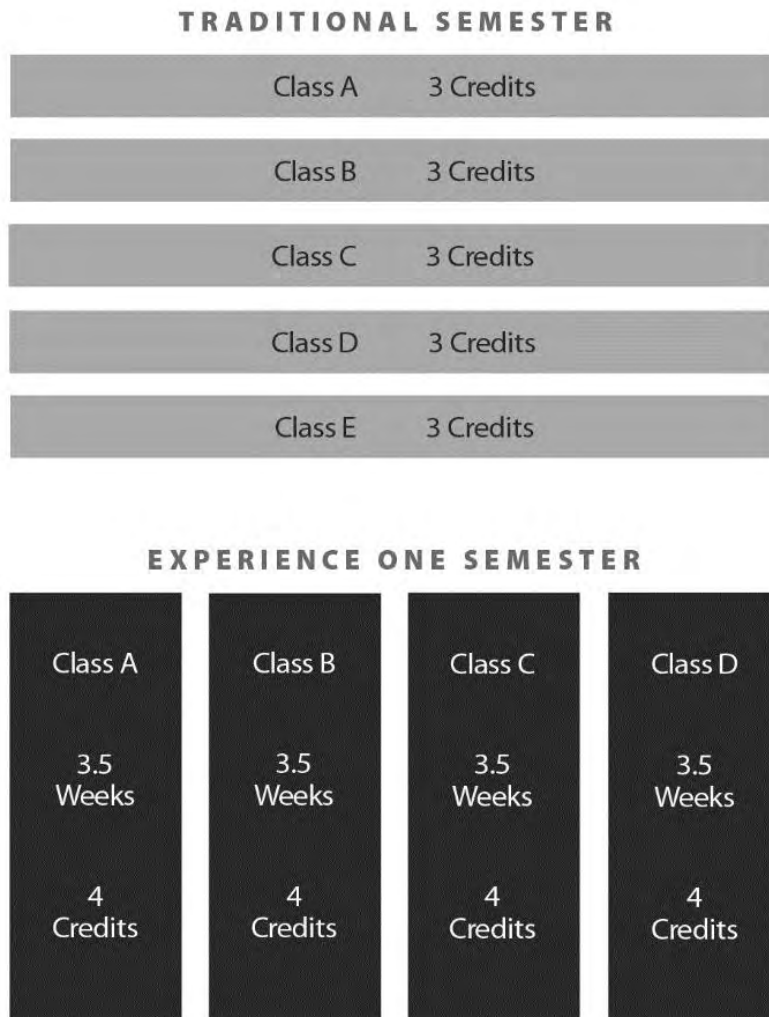 TRADITIONAL SEMESTER
Class A 3 Credits
Class B 3 Credits
Class C 3 Credits
Class D 3 Credits
Class E 3 Credits
EXPERIENCE ONE SEMESTER
Class A
3.5
Weeks
4
Credits
Class B
3.5
Weeks
4
Credits
Class C
3.5
Weeks
4
Credits
Class D
3.5
Weeks
4
Credits